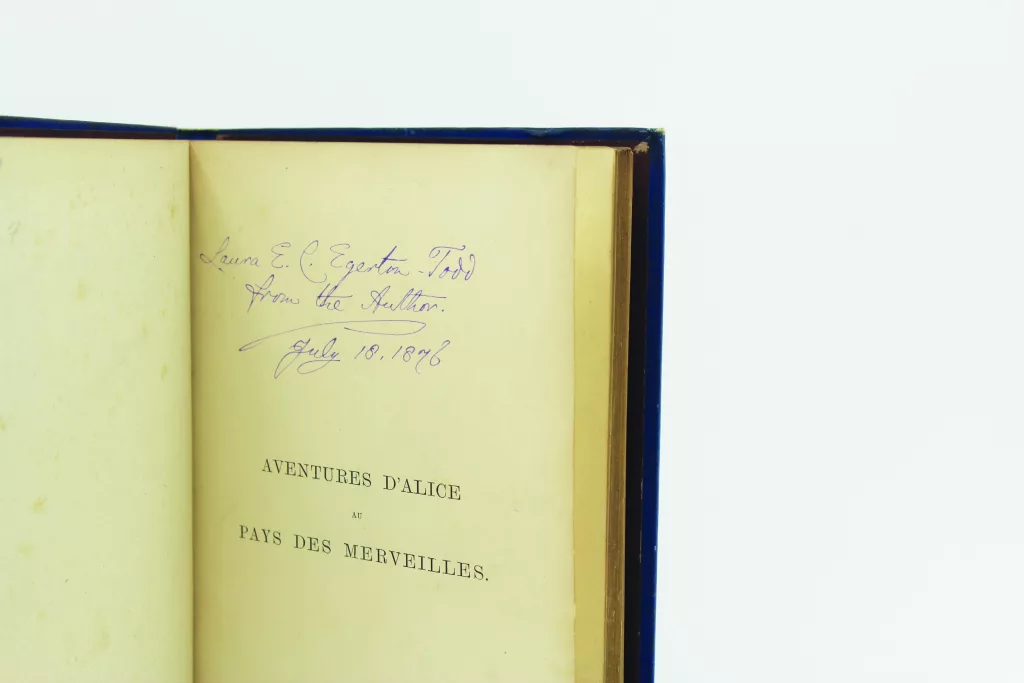 Laura E. C. Egerton-Todd
from the Author.
July 18. 1876
AVENTURES D'ALICE
AU
PAYS DES MERVEILLES.